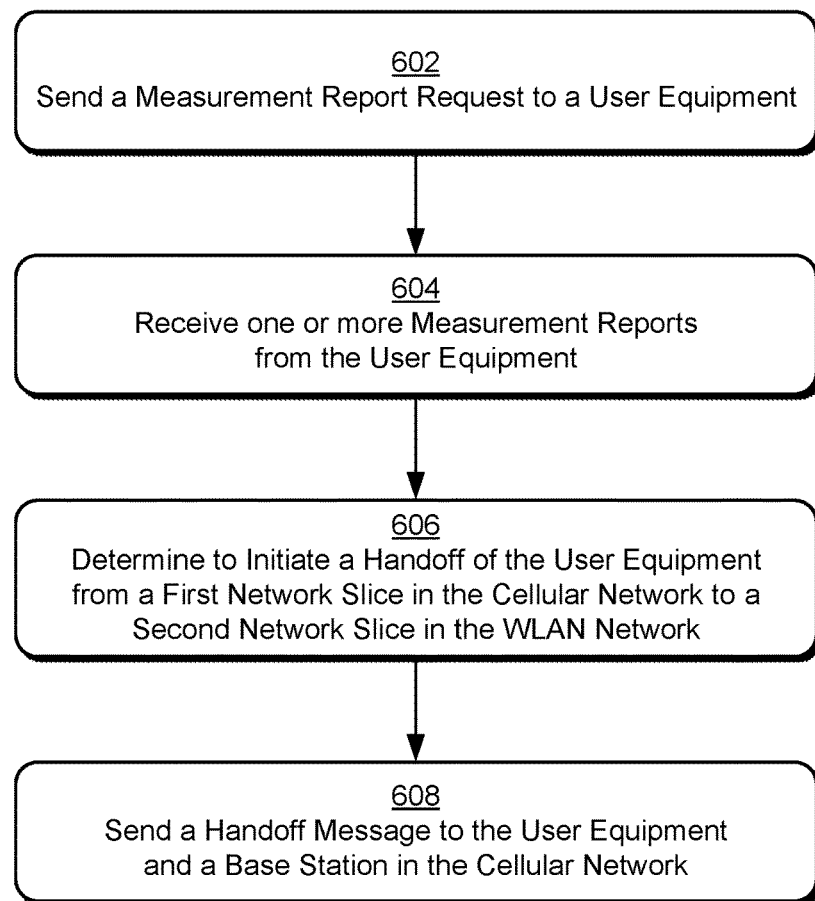 602
Send a Measurement Report Request to a User Equipment
604
Receive one or more Measurement Reports
from the User Equipment
606
Determine to Initiate a Handoff of the User Equipment
from a First Network Slice in the Cellular Network to a
Second Network Slice in the WLAN Network
608
Send a Handoff Message to the User Equipment
and a Base Station in the Cellular Network